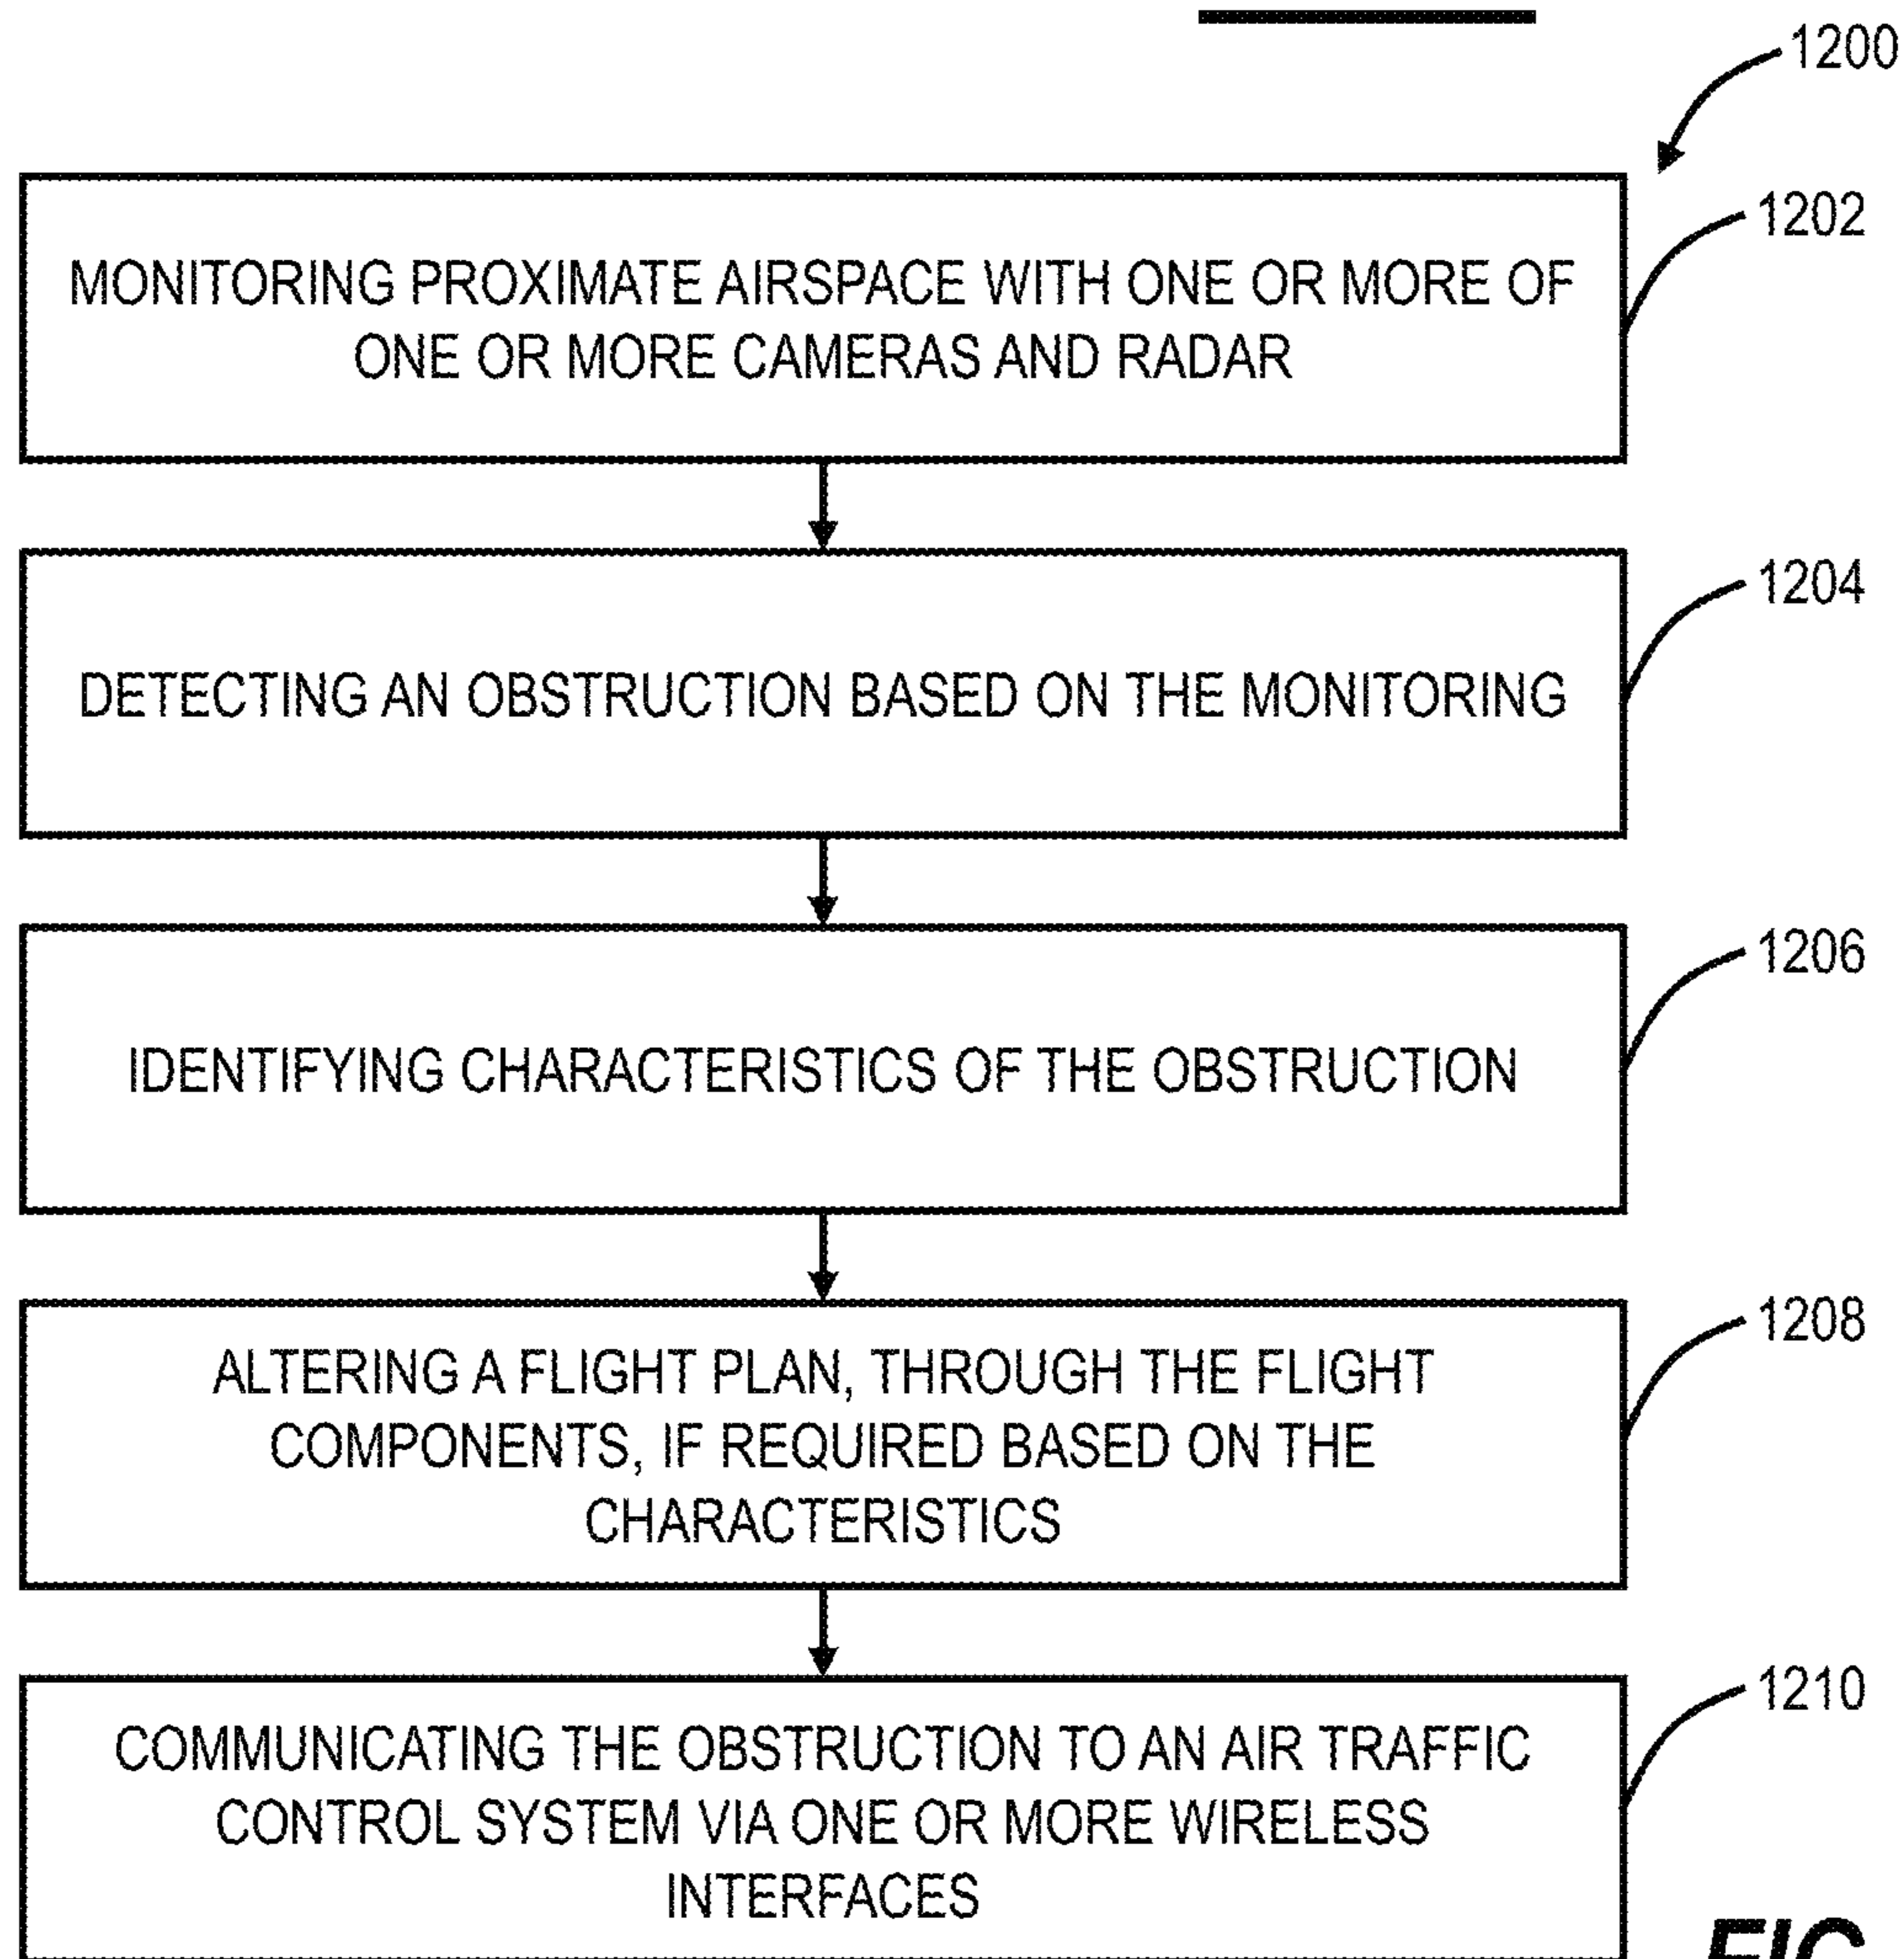 1200
1202
MONITORING PROXIMATE AIRSPACE WITH ONE OR MORE OF
ONE OR MORE CAMERAS AND RADAR
1204
DETECTING AN OBSTRUCTION BASED ON THE MONITORING
1206
IDENTIFYING CHARACTERISTICS OF THE OBSTRUCTION
1208
ALTERING A FLIGHT PLAN, THROUGH THE FLIGHT
COMPONENTS, IF REQUIRED BASED ON THE
CHARACTERISTICS
1210
COMMUNICATING THE OBSTRUCTION TO AN AIR TRAFFIC
CONTROL SYSTEM VIA ONE OR MORE WIRELESS
INTERFACES